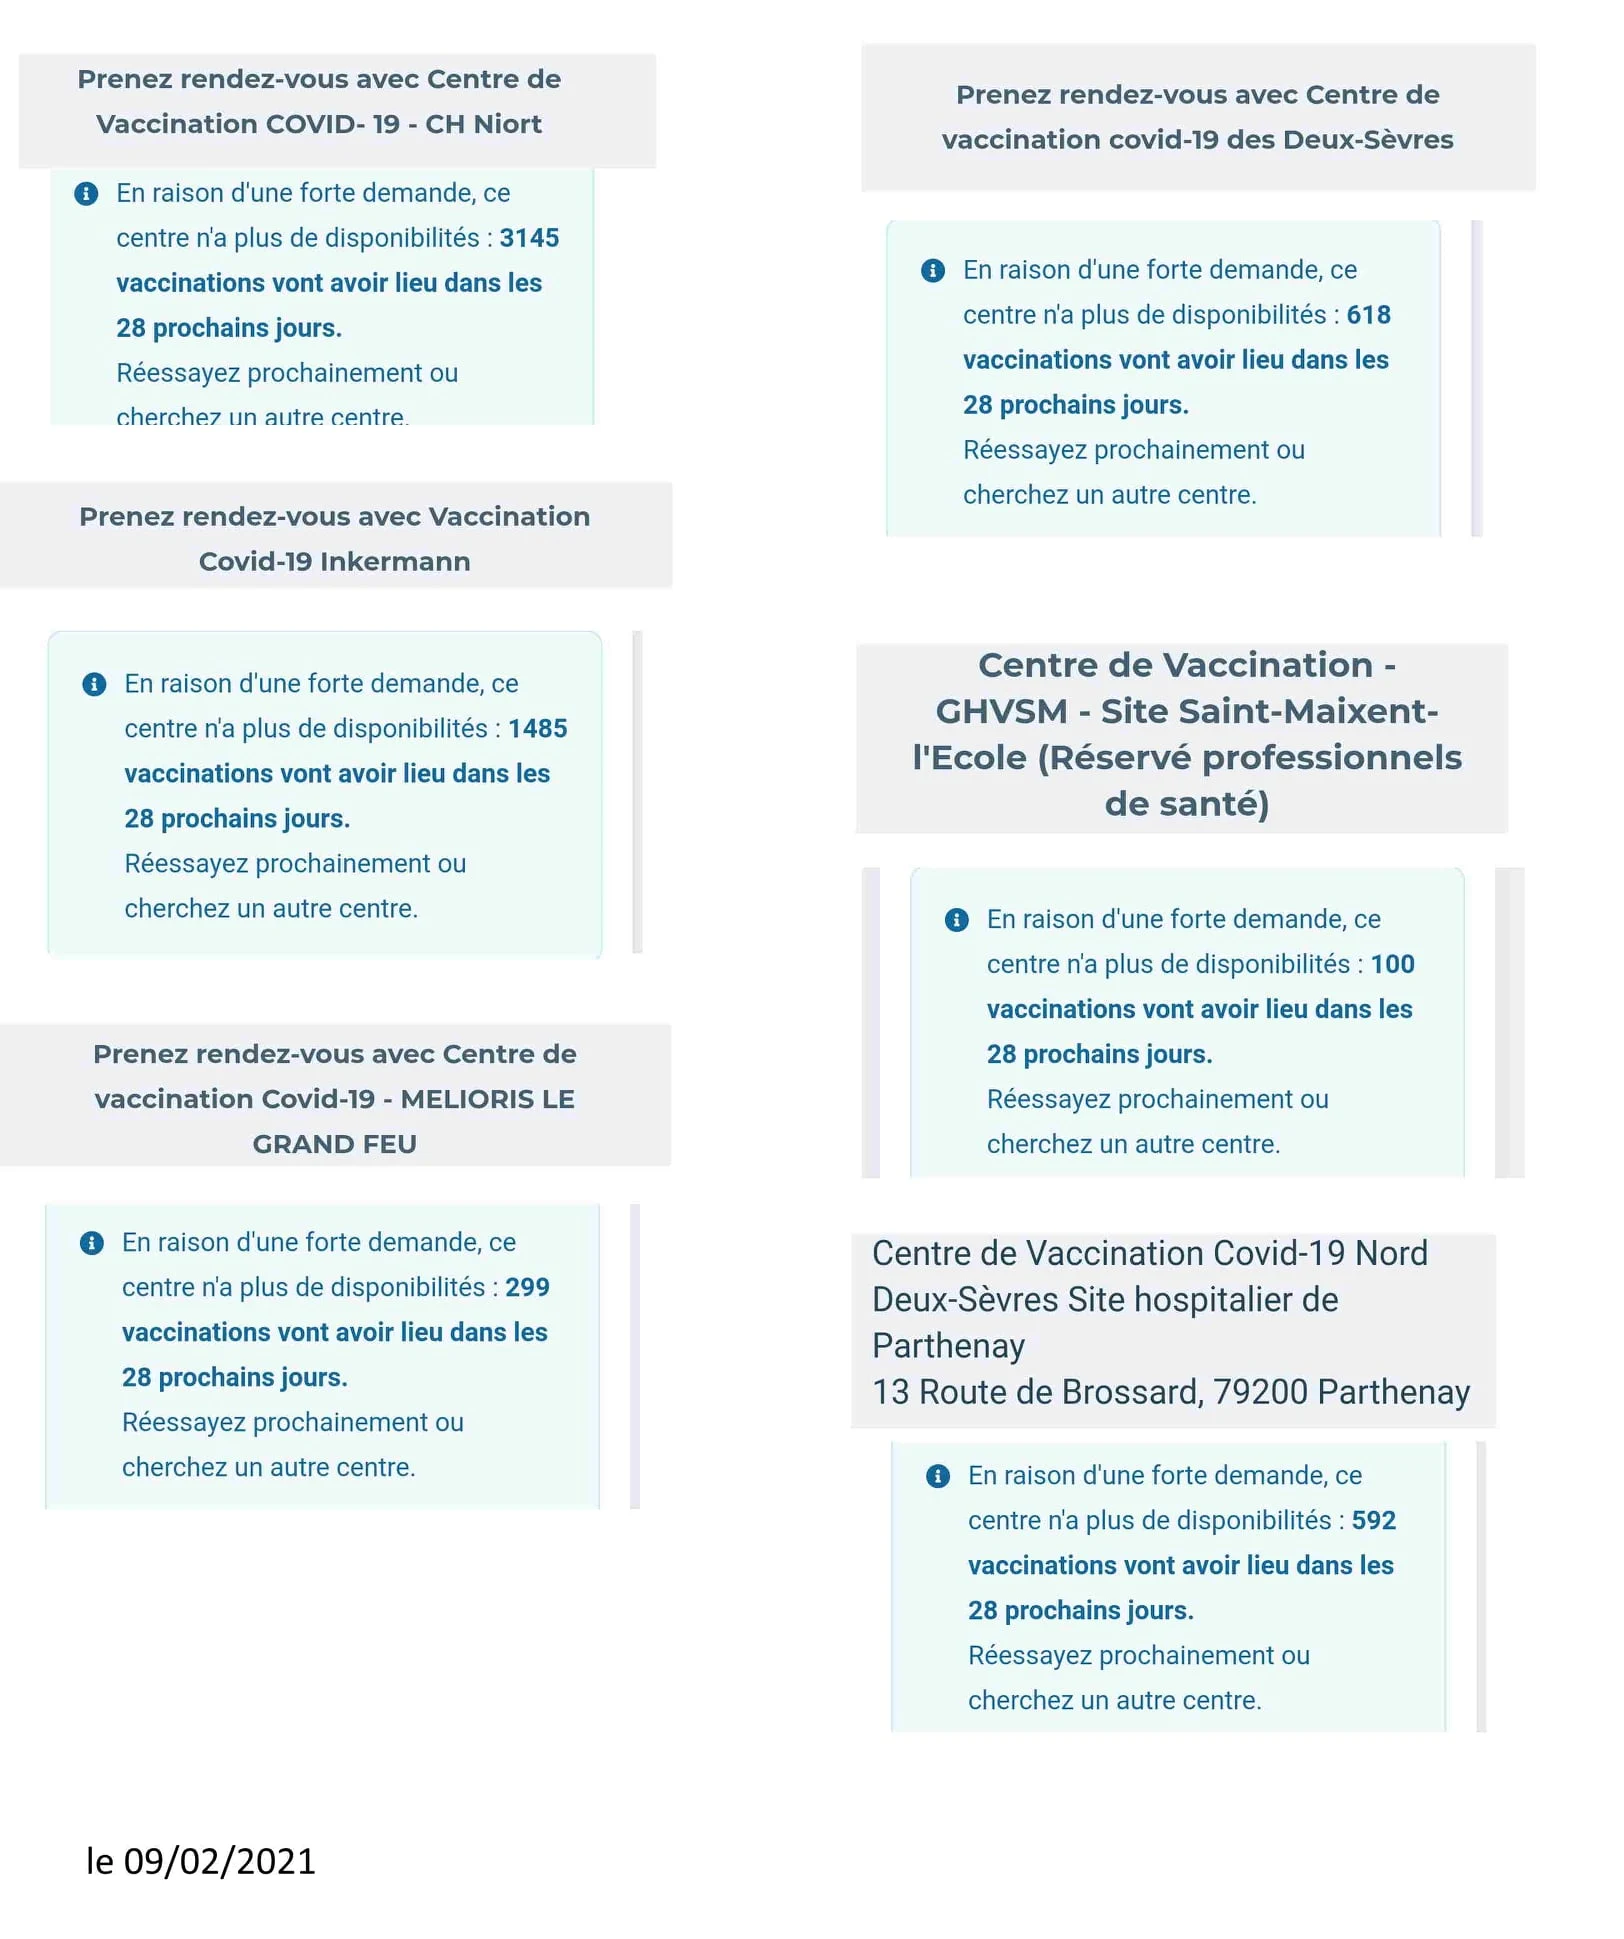 Prenez rendez-vous avec Centre de
Vaccination COVID- 19 - CH Niort
En raison d'une forte demande, ce
centre n'a plus de disponibilités : 3145
vaccinations vont avoir lieu dans les
28 prochains jours.
Réessayez prochainement ou
cherchez un autre centre.
Prenez rendez-vous avec Vaccination
Covid-19 Inkermann
En raison d'une forte demande, ce
centre n'a plus de disponibilités : 1485
vaccinations vont avoir lieu dans les
28 prochains jours.
Réessayez prochainement ou
cherchez un autre centre.
Prenez rendez-vous avec Centre de
vaccination Covid-19 - MELIORIS LE
GRAND FEU
En raison d'une forte demande, ce
centre n'a plus de disponibilités : 299
vaccinations vont avoir lieu dans les
28 prochains jours.
Réessayez prochainement ou
cherchez un autre centre.
Prenez rendez-vous avec Centre de
vaccination covid-19 des Deux-Sèvres
En raison d'une forte demande, ce
centre n'a plus de disponibilités : 618
vaccinations vont avoir lieu dans les
28 prochains jours.
Réessayez prochainement ou
cherchez un autre centre.
Centre de Vaccination -
GHVSM - Site Saint-Maixent-
l'Ecole (Réservé professionnels
de santé)
En raison d'une forte demande, ce
centre n'a plus de disponibilités : 100
vaccinations vont avoir lieu dans les
28 prochains jours.
Réessayez prochainement ou
cherchez un autre centre.
Centre de Vaccination Covid-19 Nord
Deux-Sèvres Site hospitalier de
Parthenay
13 Route de Brossard, 79200 Parthenay
En raison d'une forte demande, ce
centre n'a plus de disponibilités : 592
vaccinations vont avoir lieu dans les
28 prochains jours.
Réessayez prochainement ou
cherchez un autre centre.
le 09/02/2021